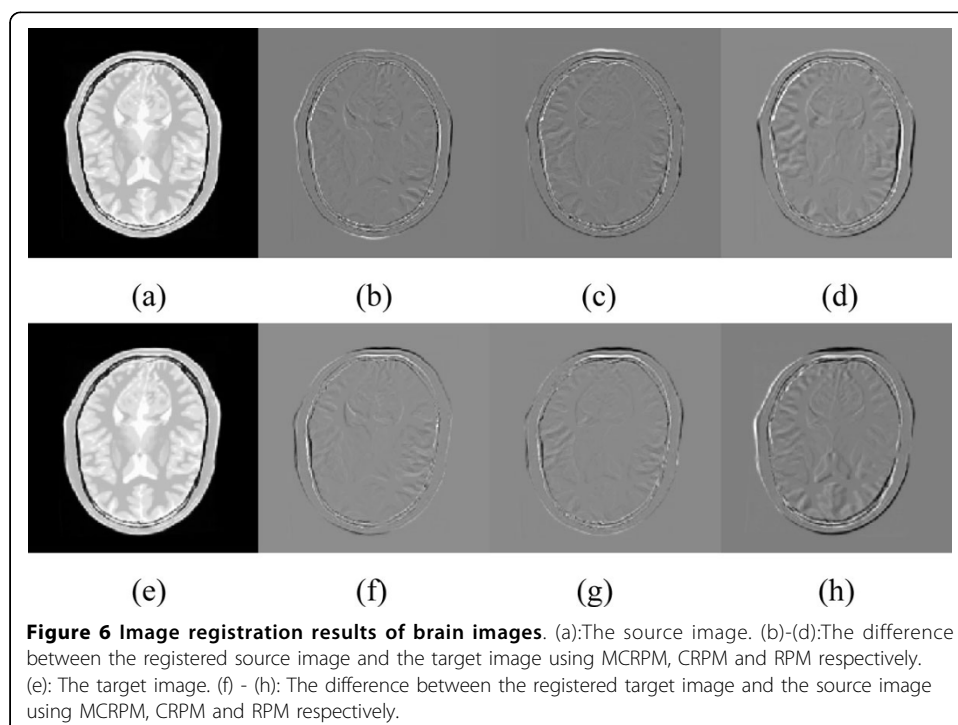 (a) (b) (c) (d)
(e) (f) (g) (h)
Figure 6 Image registration results of brain images. (a):The source image. (b)-(d):The difference
between the registered source image and the target image using MCRPM, CRPM and RPM respectively.
(e): The target image. (f) - (h): The difference between the registered target image and the source image
using MCRPM, CRPM and RPM respectively.